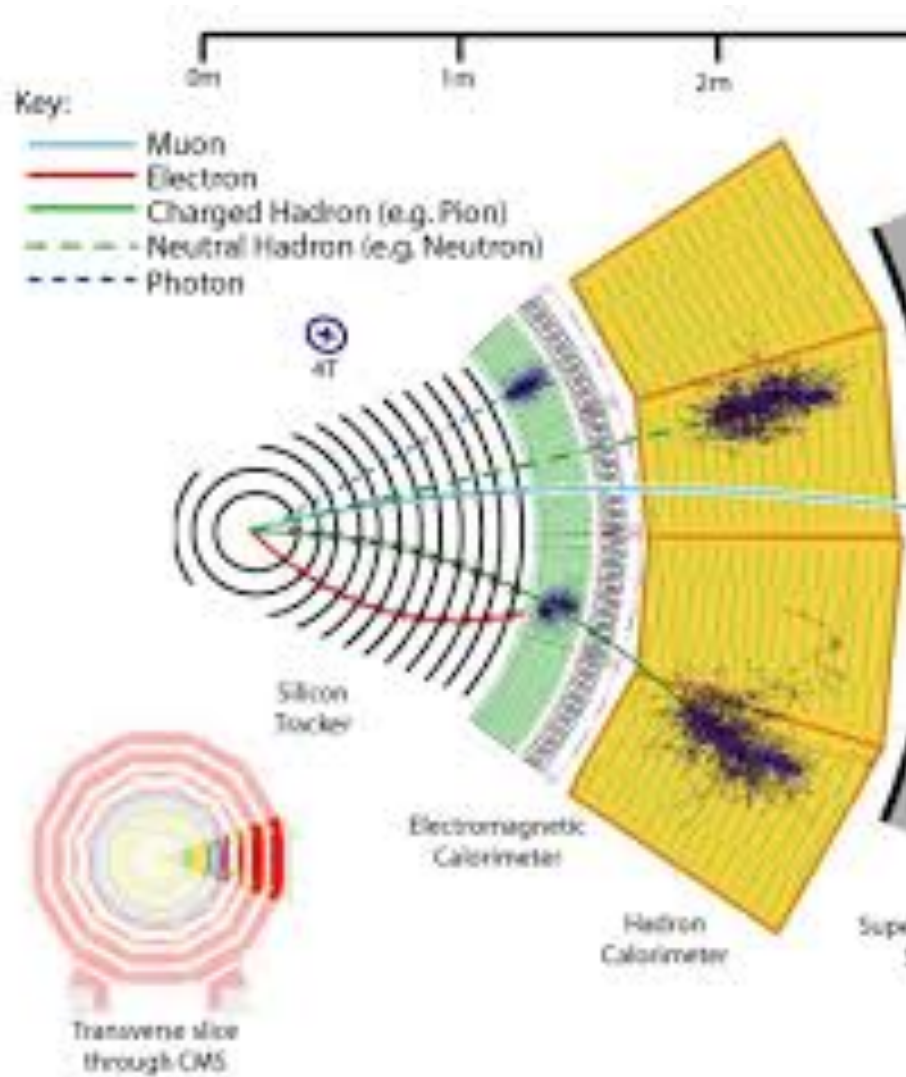 0m 1m 2m
Key:
Muon
Electron
Charged Hadron (e.g. Pion)
Neutral Hadron (e.g. Neutron)
Photon
4T
Silicon
Tracker
Electromagnetic
Calorimeter
Hadron
Calorimeter
Supe
Transverse slice
through CMS